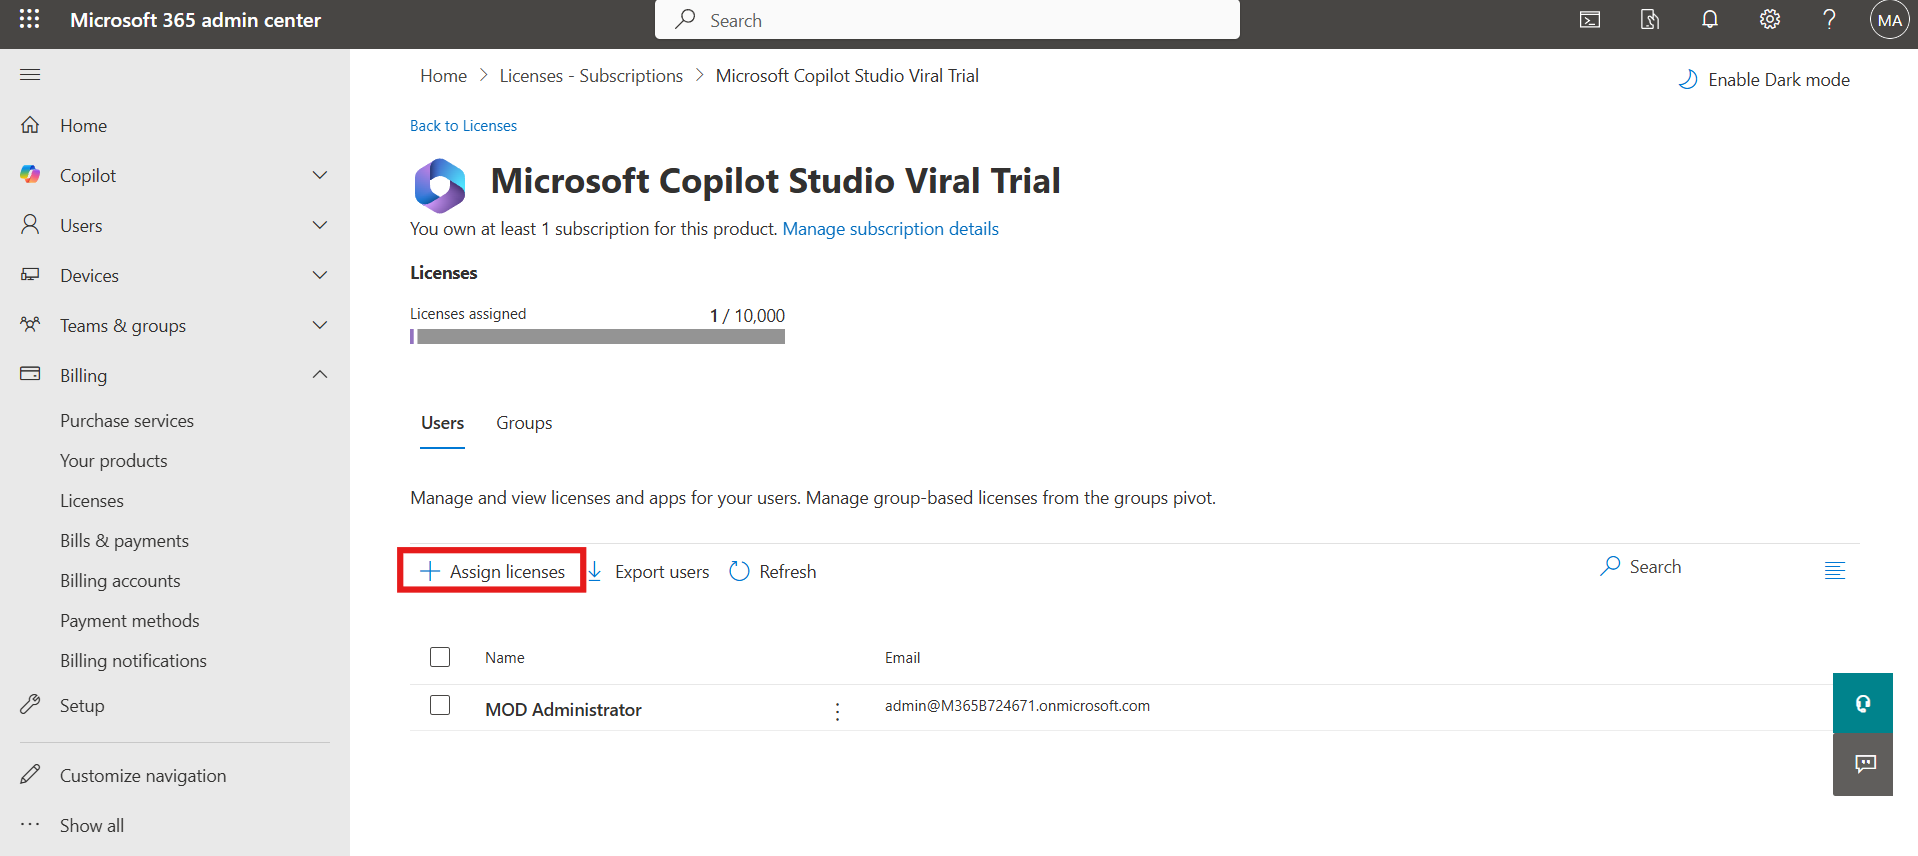 Microsoft 365 admin center
Search
MA
Home
Copilot
Users
Devices
Teams & groups
Billing
Purchase services
Your products
Licenses
Bills & payments
Billing accounts
Payment methods
Billing notifications
Setup
Customize navigation
Show all
Home > Licenses - Subscriptions > Microsoft Copilot Studio Viral Trial
Enable Dark mode
Back to Licenses
Microsoft Copilot Studio Viral Trial
You own at least 1 subscription for this product. Manage subscription details
Licenses
Licenses assigned 1 / 10,000
Users Groups
Manage and view licenses and apps for your users. Manage group-based licenses from the groups pivot.
Assign licenses Export users Refresh Search
Name Email
MOD Administrator admin@M365B724671.onmicrosoft.com